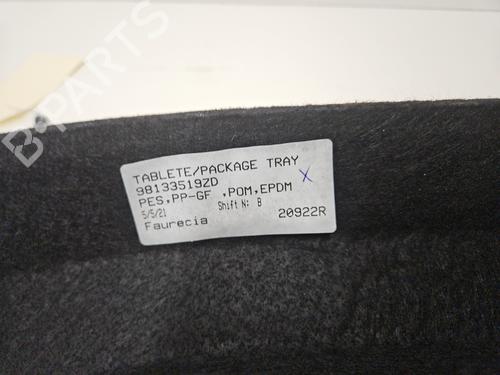 TABLETE/PACKAGE TRAY
98133519ZD
PES,PP-GF ,POM,EPDM
5/5/21 Shift N: B
Faurecia 20922R
X
B-PARTS